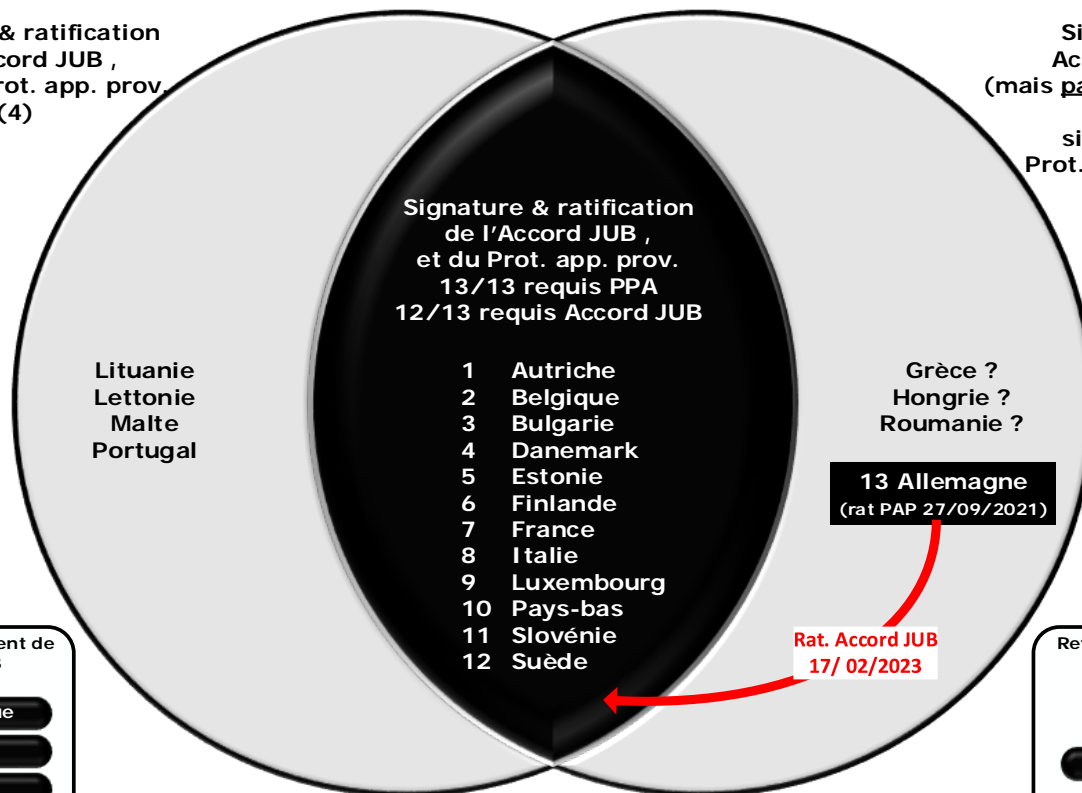 & ratification
cord JUB ,
rot. app. prov.
(4)
Si
Ac
(mais pa
si
Prot.
Signature & ratification
de l'Accord JUB ,
et du Prot. app. prov.
13/13 requis PPA
12/13 requis Accord JUB
Lituanie
Lettonie
Malte
Portugal
1 Autriche
2 Belgique
3 Bulgarie
4 Danemark
5 Estonie
6 Finlande
7 France
8 Italie
9 Luxembourg
10 Pays-bas
11 Slovénie
12 Suède
Grèce ?
Hongrie ?
Roumanie ?
13 Allemagne
(rat PAP 27/09/2021)
Rat. Accord JUB
17/ 02/2023
ent de
Ret